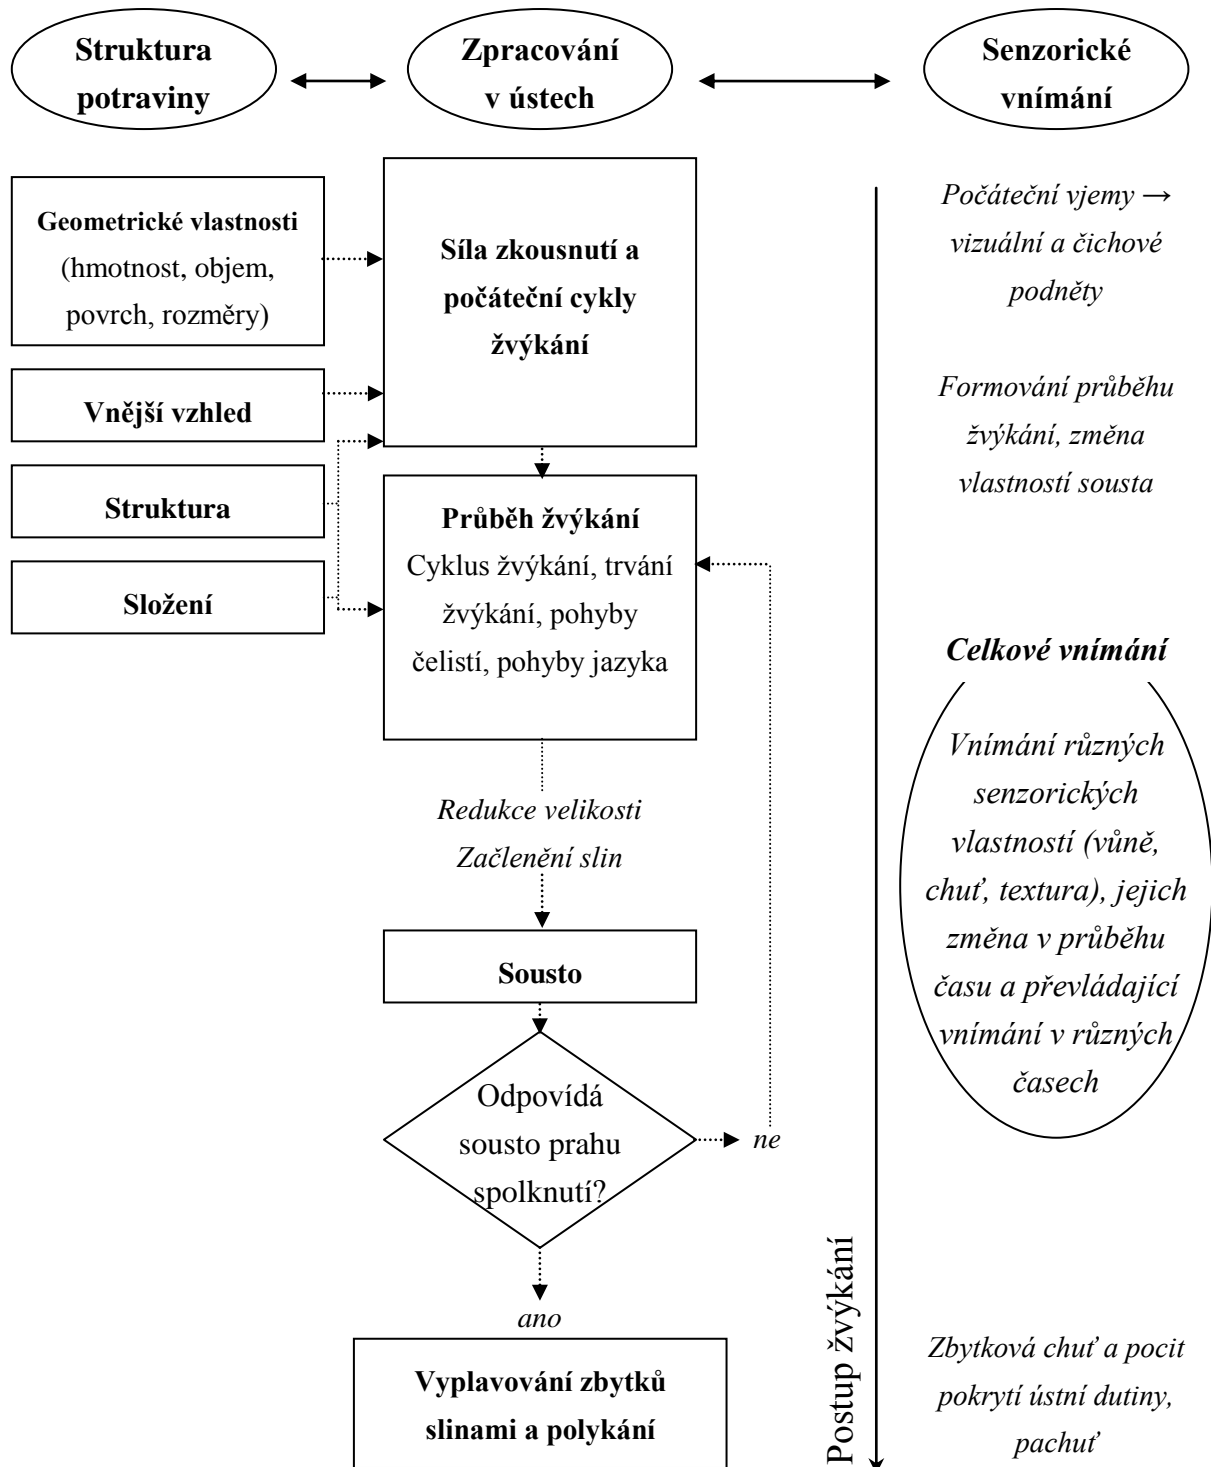 Struktura
potraviny
Zpracování
v ústech
Senzorické
vnímání
Geometrické vlastnosti
(hmotnost, objem,
povrch, rozměry)
Vnější vzhled
Struktura
Složení
Síla zkousnutí a
počáteční cykly
žvýkání
Průběh žvýkání
Cyklus žvýkání, trvání
žvýkání, pohyby
čelistí, pohyby jazyka
Redukce velikosti
Začlenění slin
Sousto
Odpovídá
sousto prahu
spolknutí?
ne
ano
Vyplavování zbytků
slinami a polykání
Postup žvýkání
Počáteční vjemy →
vizuální a čichové
podněty
Formování průběhu
žvýkání, změna
vlastností sousta
Celkové vnímání
Vnímání různých
senzorických
vlastností (vůně,
chuť, textura), jejich
změna v průběhu
času a převládající
vnímání v různých
časech
Zbytková chuť a pocit
pokrytí ústní dutiny,
pachuť